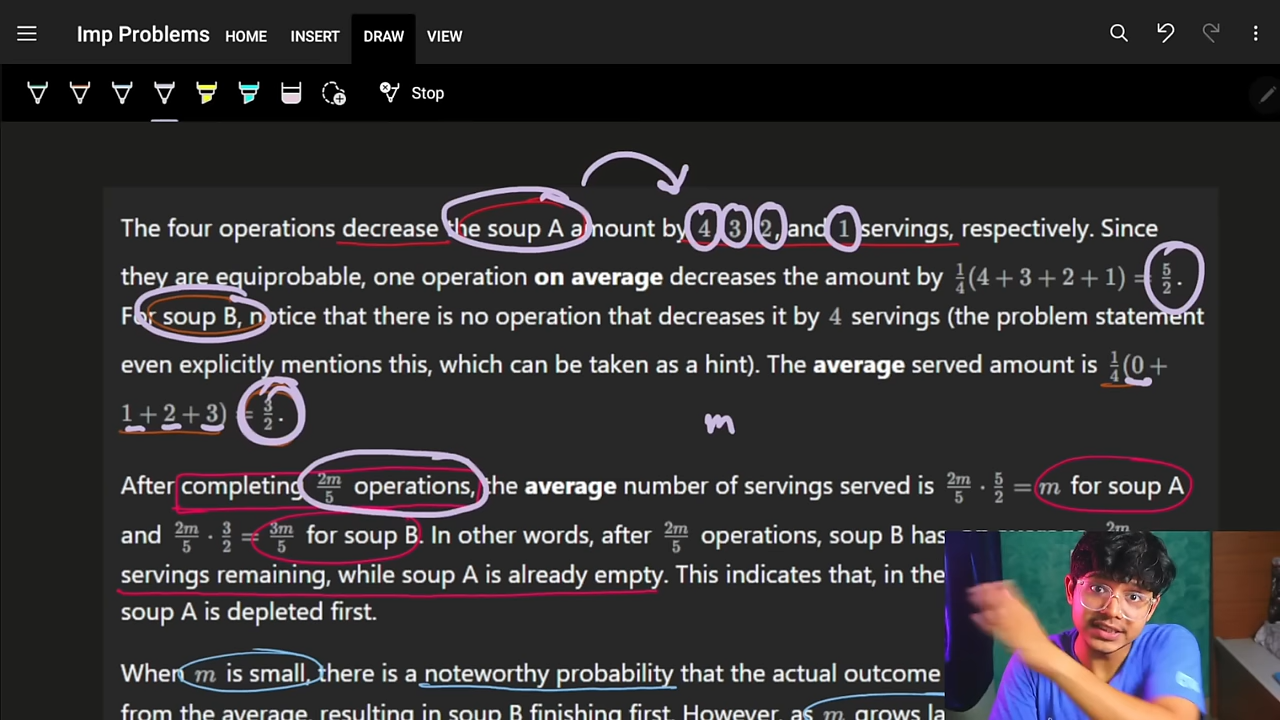 Imp Problems HOME INSERT DRAW VIEW
Stop
The four operations decrease the soup A amount by 4 3 2, and 1 servings, respectively. Since
they are equiprobable, one operation on average decreases the amount by 1/4(4 + 3 + 2 + 1) = 5/2.
For soup B, notice that there is no operation that decreases it by 4 servings (the problem statement
even explicitly mentions this, which can be taken as a hint). The average served amount is 1/4(0 +
1 + 2 + 3) = 3/2.
m
After completing 2m/5 operations, the average number of servings served is 2m/5 · 5/2 = m for soup A
and 2m/5 · 3/2 = 3m/5 for soup B. In other words, after 2m/5 operations, soup B has 2m
servings remaining, while soup A is already empty. This indicates that, in the
soup A is depleted first.
When m is small, there is a noteworthy probability that the actual outcome
from the average, resulting in soup B finishing first. However, as m grows